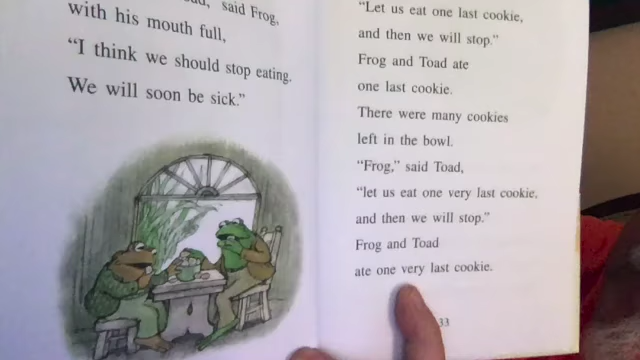 said Frog,
with his mouth full,
“I think we should stop eating.
We will soon be sick.”
“Let us eat one last cookie,
and then we will stop.”
Frog and Toad ate
one last cookie.
There were many cookies
left in the bowl.
“Frog,” said Toad,
“let us eat one very last cookie,
and then we will stop.”
Frog and Toad
ate one very last cookie.
33